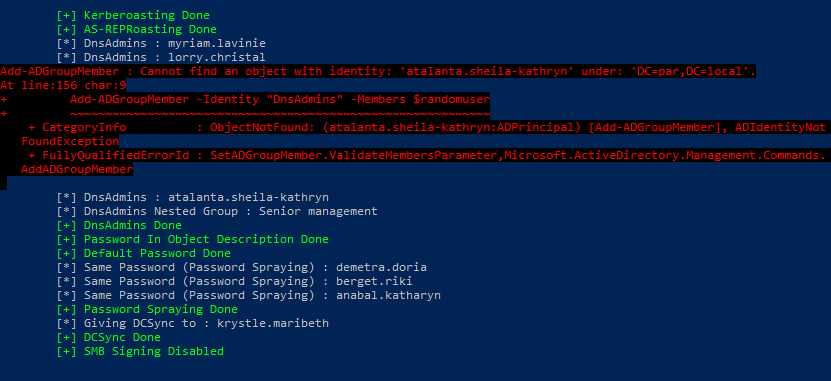 [+] Kerberoasting Done
[+] AS-REPRoasting Done
[*] DnsAdmins : myriam.lavinie
[*] DnsAdmins : lorry.christal
Add-ADGroupMember : Cannot find an object with identity: 'atalanta.sheila-kathryn' under: 'DC=par,DC=local'.
At line:156 char:9
+         Add-ADGroupMember -Identity "DnsAdmins" -Members $randomuser
+         ~~~~~~~~~~~~~~~~~~~~~~~~~~~~~~~~~~~~~~~~~~~~~~~~~~~~~~~~~~~~
    + CategoryInfo          : ObjectNotFound: (atalanta.sheila-kathryn:ADPrincipal) [Add-ADGroupMember], ADIdentityNot
   FoundException
    + FullyQualifiedErrorId : SetADGroupMember.ValidateMembersParameter,Microsoft.ActiveDirectory.Management.Commands.
   AddADGroupMember
[*] DnsAdmins : atalanta.sheila-kathryn
[*] DnsAdmins Nested Group : Senior management
[+] DnsAdmins Done
[+] Password In Object Description Done
[+] Default Password Done
[*] Same Password (Password Spraying) : demetra.doria
[*] Same Password (Password Spraying) : berget.riki
[*] Same Password (Password Spraying) : anabal.katharyn
[+] Password Spraying Done
[*] Giving DCSync to : krystle.maribeth
[+] DCSync Done
[+] SMB Signing Disabled